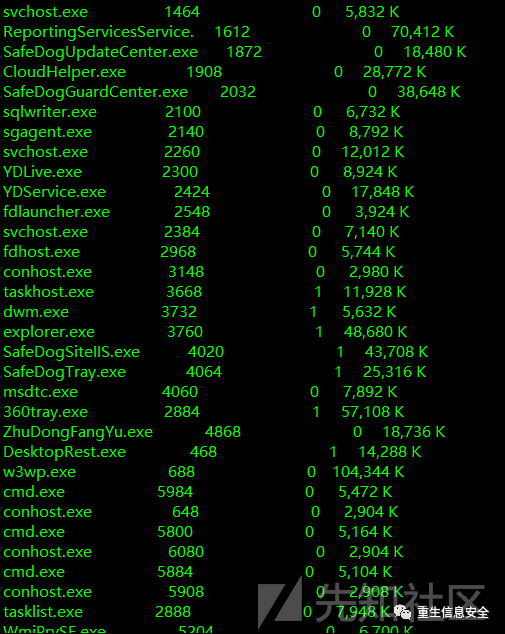 svchost.exe 1464 0 5,832 K
ReportingServicesService. 1612 0 70,412 K
SafeDogUpdateCenter.exe 1872 0 18,480 K
CloudHelper.exe 1908 0 28,772 K
SafeDogGuardCenter.exe 2032 0 38,648 K
sqlwriter.exe 2100 0 6,732 K
sgagent.exe 2140 0 8,792 K
svchost.exe 2260 0 12,012 K
YDLive.exe 2300 0 8,924 K
YDService.exe 2424 0 17,848 K
fdlauncher.exe 2548 0 3,924 K
svchost.exe 2384 0 7,140 K
fdhost.exe 2968 0 5,744 K
conhost.exe 3148 0 2,980 K
taskhost.exe 3668 1 11,928 K
dwm.exe 3732 1 5,632 K
explorer.exe 3760 1 48,680 K
SafeDogSiteIIS.exe 4020 1 43,708 K
SafeDogTray.exe 4064 1 25,316 K
msdtc.exe 4060 0 7,892 K
360tray.exe 2884 1 57,108 K
ZhuDongFangYu.exe 4868 0 18,736 K
DesktopRest.exe 468 1 14,288 K
w3wp.exe 688 0 104,344 K
cmd.exe 5984 0 5,472 K
conhost.exe 648 0 2,904 K
cmd.exe 5800 0 5,164 K
conhost.exe 6080 0 2,904 K
cmd.exe 5884 0 5,104 K
conhost.exe 5908 0 2,908 K
tasklist.exe 2888 0 7,948 K
先知社区
重生信息安全
WmiPrvSE.exe 5204 0 6,700 K